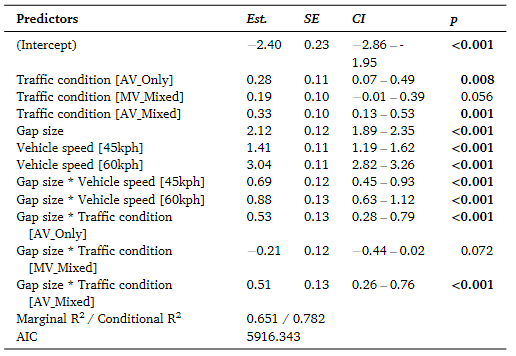 Predictors Est. SE CI p
(Intercept) −2.40 0.23 −2.86 – - <0.001
1.95
Traffic condition [AV_Only] 0.28 0.11 0.07 – 0.49 0.008
Traffic condition [MV_Mixed] 0.19 0.10 −0.01 – 0.39 0.056
Traffic condition [AV_Mixed] 0.33 0.10 0.13 – 0.53 0.001
Gap size 2.12 0.12 1.89 – 2.35 <0.001
Vehicle speed [45kph] 1.41 0.11 1.19 – 1.62 <0.001
Vehicle speed [60kph] 3.04 0.11 2.82 – 3.26 <0.001
Gap size * Vehicle speed [45kph] 0.69 0.12 0.45 – 0.93 <0.001
Gap size * Vehicle speed [60kph] 0.88 0.13 0.63 – 1.12 <0.001
Gap size * Traffic condition 0.53 0.13 0.28 – 0.79 <0.001
[AV_Only]
Gap size * Traffic condition −0.21 0.12 −0.44 – 0.02 0.072
[MV_Mixed]
Gap size * Traffic condition 0.51 0.13 0.26 – 0.76 <0.001
[AV_Mixed]
Marginal R² / Conditional R² 0.651 / 0.782
AIC 5916.343